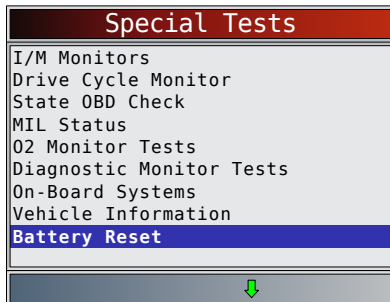 Special Tests
I/M Monitors
Drive Cycle Monitor
State OBD Check
MIL Status
O2 Monitor Tests
Diagnostic Monitor Tests
On-Board Systems
Vehicle Information
Battery Reset